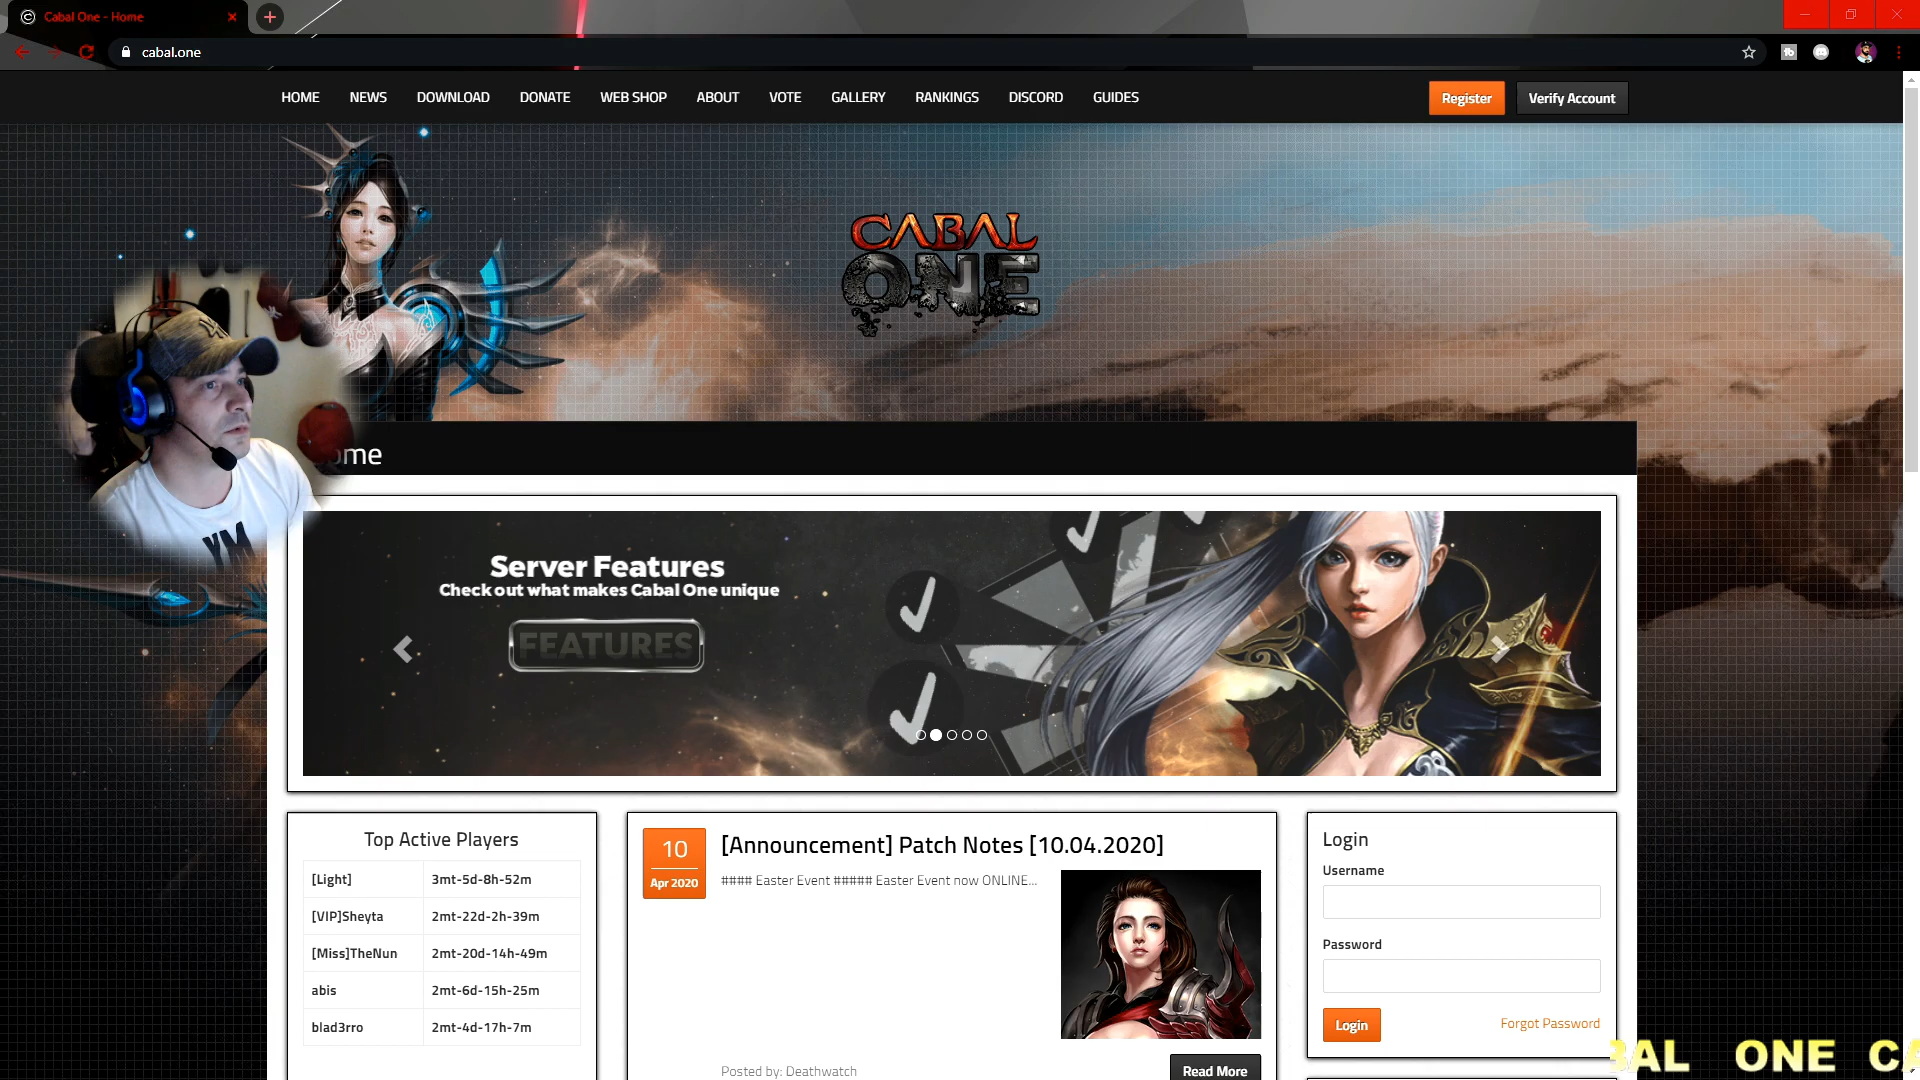 Cabal One - Home
cabal.one
HOME NEWS DOWNLOAD DONATE WEB SHOP ABOUT VOTE GALLERY RANKINGS DISCORD GUIDES Register Verify Account
CABAL
ONE
ome
Server Features
Check out what makes Cabal One unique
FEATURES
YM
Top Active Players
[Light] 3mt-5d-8h-52m
[VIP]Sheyta 2mt-22d-2h-39m
[Miss]TheNun 2mt-20d-14h-49m
abis 2mt-6d-15h-25m
blad3rro 2mt-4d-17h-7m
10
Apr 2020
[Announcement] Patch Notes [10.04.2020]
#### Easter Event ##### Easter Event now ONLINE...
Posted by: Deathwatch
Read More
Login
Username
Password
Login Forgot Password
BAL ONE CA